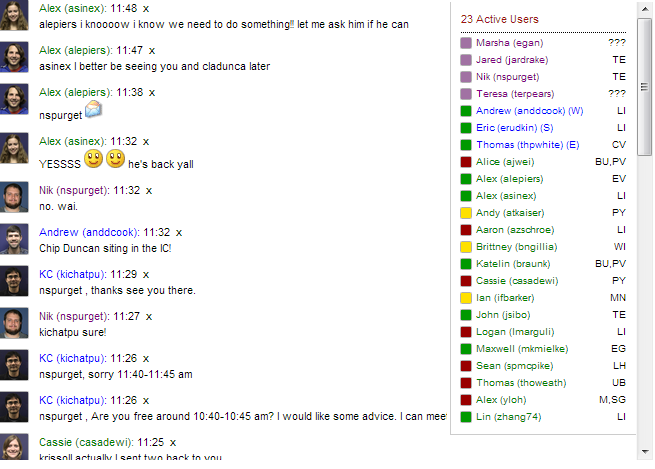 Alex (asinex): 11:48 x
alepiers i knoooow i know we need to do something!! let me ask him if he can
Alex (alepiers): 11:47 x
asinex I better be seeing you and cladunca later
Alex (alepiers): 11:38 x
nspurget
Alex (asinex): 11:32 x
YESSSS he's back yall
Nik (nspurget): 11:32 x
no. wai.
Andrew (anddcook): 11:32 x
Chip Duncan siting in the IC!
KC (kichatpu): 11:29 x
nspurget , thanks see you there.
Nik (nspurget): 11:27 x
kichatpu sure!
KC (kichatpu): 11:26 x
nspurget, sorry 11:40-11:45 am
KC (kichatpu): 11:26 x
nspurget , Are you free around 10:40-10:45 am? I would like some advice. I can meet
Cassie (casadewi): 11:25 x
krissoll actually I sent two back to you
23 Active Users
Marsha (egan) ???
Jared (jardrake) TE
Nik (nspurget) TE
Teresa (terpears) ???
Andrew (anddcook) (W) LI
Eric (erudkin) (S) LI
Thomas (thpwhite) (E) CV
Alice (ajwei) BU,PV
Alex (alepiers) EV
Alex (asinex) LI
Andy (atkaiser) PY
Aaron (azschroe) LI
Brittney (bngillia) WI
Katelin (braunk) BU,PV
Cassie (casadewi) PY
Ian (ifbarker) MN
John (jsibo) TE
Logan (lmarguli) LI
Maxwell (mkmielke) EG
Sean (spmcpike) LH
Thomas (thoweath) UB
Alex (yloh) M,SG
Lin (zhang74) LI